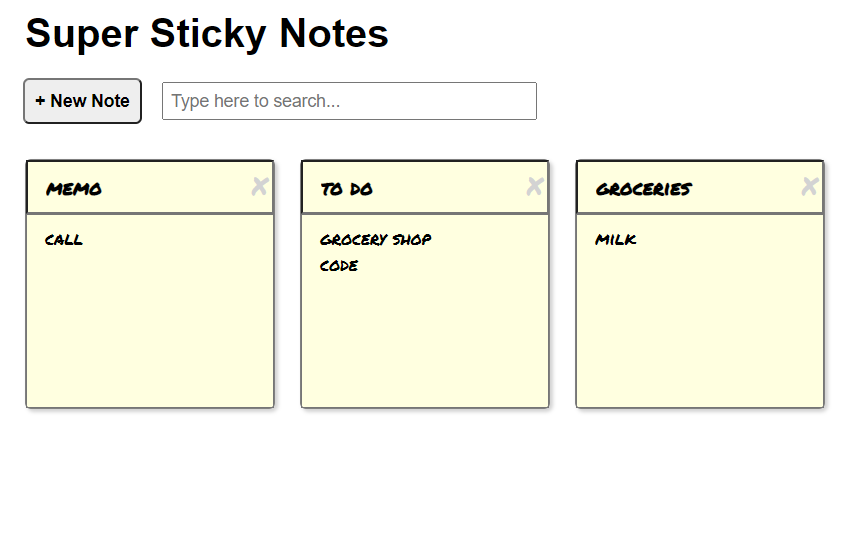 Super Sticky Notes
+ New Note
Type here to search...
MEMO
CALL
TO DO
GROCERY SHOP
CODE
GROCERIES
MILK